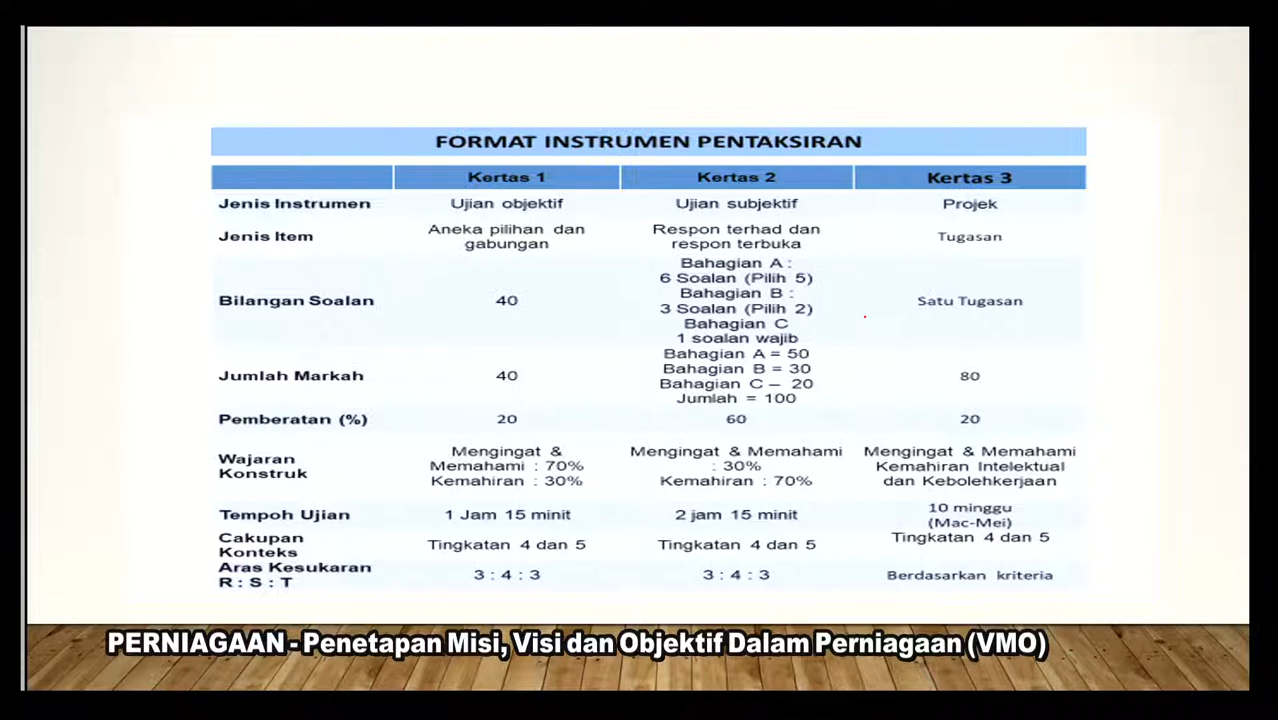 FORMAT INSTRUMEN PENTAKSIRAN
Kertas 1 Kertas 2 Kertas 3
Jenis Instrumen Ujian objektif Ujian subjektif Projek
Jenis Item Aneka pilihan dan gabungan Respon terhad dan respon terbuka Tugasan
Bilangan Soalan 40 Bahagian A : 6 Soalan (Pilih 5) Bahagian B : 3 Soalan (Pilih 2) Bahagian C 1 soalan wajib Satu Tugasan
Jumlah Markah 40 Bahagian A = 50 Bahagian B = 30 Bahagian C – 20 Jumlah = 100 80
Pemberatan (%) 20 60 20
Wajaran Konstruk Mengingat & Memahami : 70% Kemahiran : 30% Mengingat & Memahami : 30% Kemahiran : 70% Mengingat & Memahami Kemahiran Intelektual dan Kebolehkerjaan
Tempoh Ujian 1 Jam 15 minit 2 jam 15 minit 10 minggu (Mac-Mei)
Cakupan Konteks Tingkatan 4 dan 5 Tingkatan 4 dan 5 Tingkatan 4 dan 5
Aras Kesukaran R : S : T 3 : 4 : 3 3 : 4 : 3 Berdasarkan kriteria
PERNIAGAAN - Penetapan Misi, Visi dan Objektif Dalam Perniagaan (VMO)